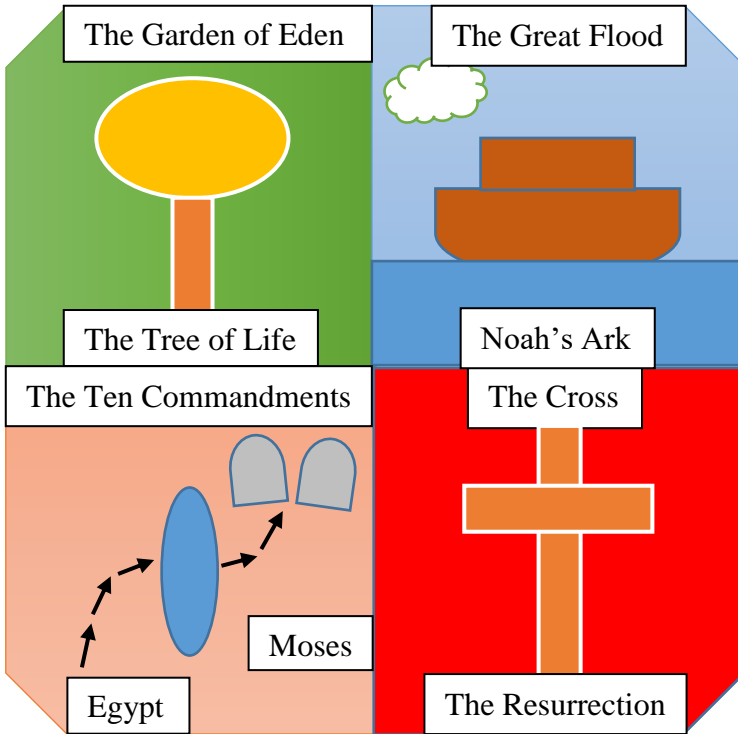 The Garden of Eden
The Great Flood
The Tree of Life
Noah’s Ark
The Ten Commandments
The Cross
Moses
Egypt
The Resurrection